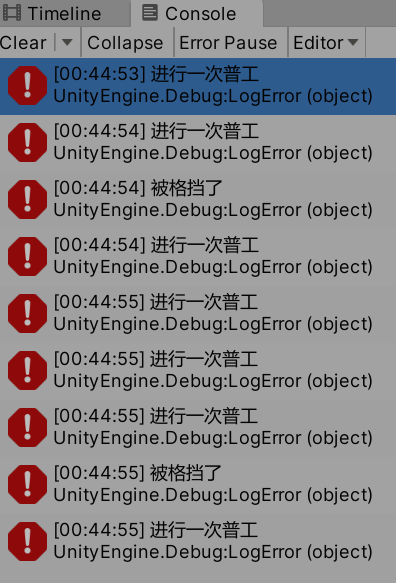 Timeline Console
Clear Collapse Error Pause Editor
[00:44:53] 进行一次普工
UnityEngine.Debug:LogError (object)
[00:44:54] 进行一次普工
UnityEngine.Debug:LogError (object)
[00:44:54] 被格挡了
UnityEngine.Debug:LogError (object)
[00:44:54] 进行一次普工
UnityEngine.Debug:LogError (object)
[00:44:55] 进行一次普工
UnityEngine.Debug:LogError (object)
[00:44:55] 进行一次普工
UnityEngine.Debug:LogError (object)
[00:44:55] 进行一次普工
UnityEngine.Debug:LogError (object)
[00:44:55] 被格挡了
UnityEngine.Debug:LogError (object)
[00:44:55] 进行一次普工
UnityEngine.Debug:LogError (object)